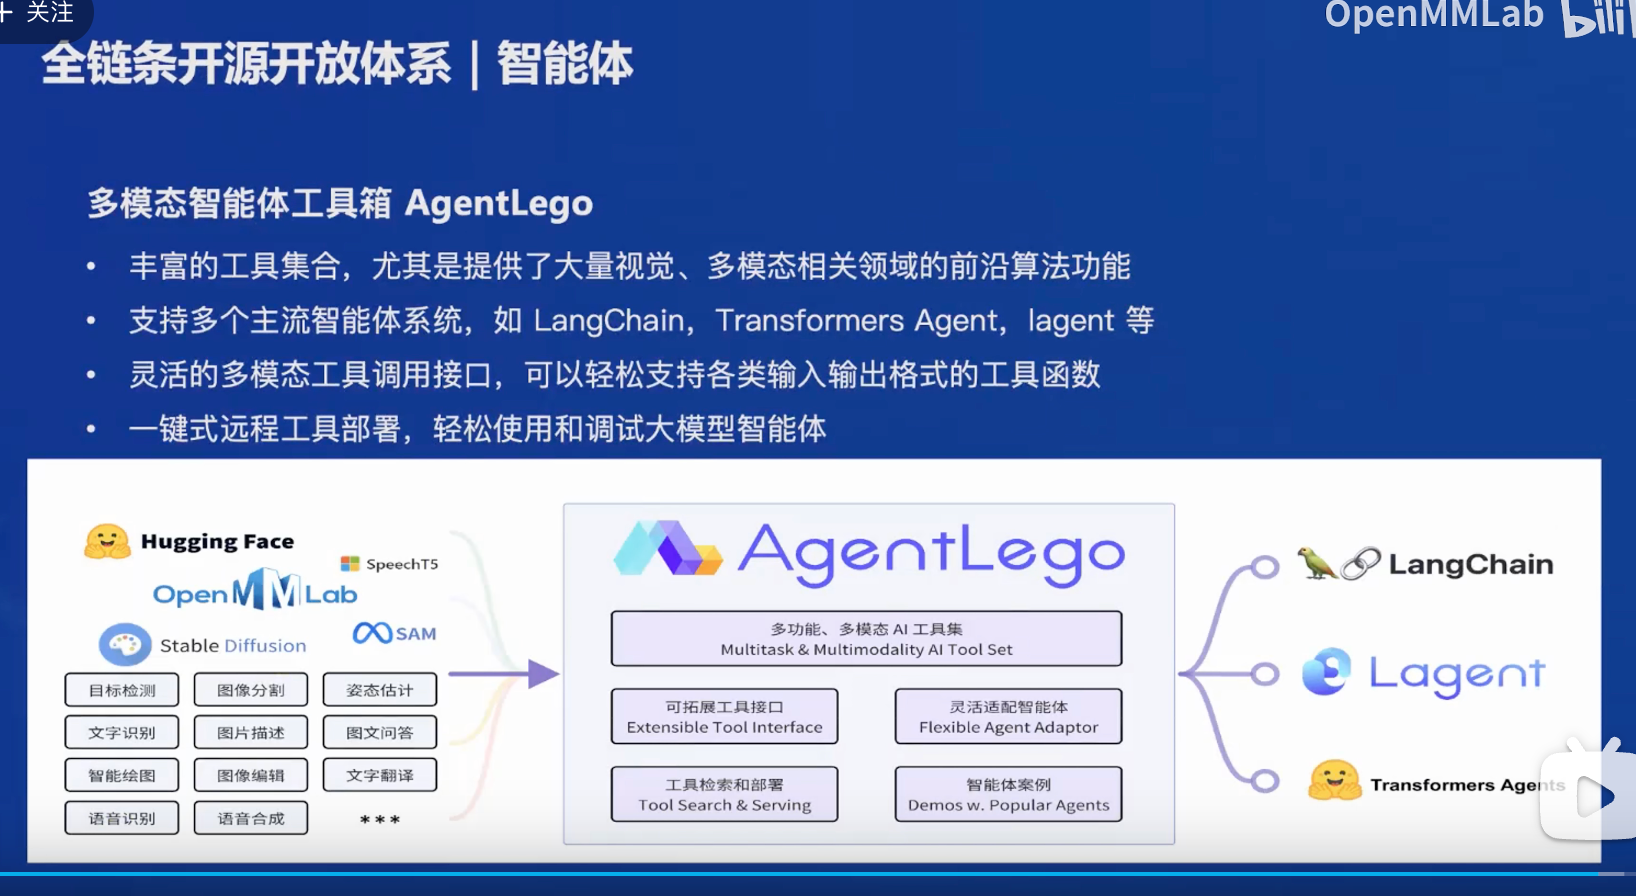 + 关注
OpenMMLab bili
全链条开源开放体系 | 智能体
多模态智能体工具箱 AgentLego
• 丰富的工具集合，尤其是提供了大量视觉、多模态相关领域的前沿算法功能
• 支持多个主流智能体系统，如 LangChain，Transformers Agent，lagent 等
• 灵活的多模态工具调用接口，可以轻松支持各类输入输出格式的工具函数
• 一键式远程工具部署，轻松使用和调试大模型智能体
Hugging Face
SpeechT5
OpenMMLab
Stable Diffusion
SAM
目标检测 图像分割 姿态估计
文字识别 图片描述 图文问答
智能绘图 图像编辑 文字翻译
语音识别 语音合成 ***
AgentLego
多功能、多模态 AI 工具集
Multitask & Multimodality AI Tool Set
可拓展工具接口
Extensible Tool Interface
灵活适配智能体
Flexible Agent Adaptor
工具检索和部署
Tool Search & Serving
智能体案例
Demos w. Popular Agents
LangChain
Lagent
Transformers Agents